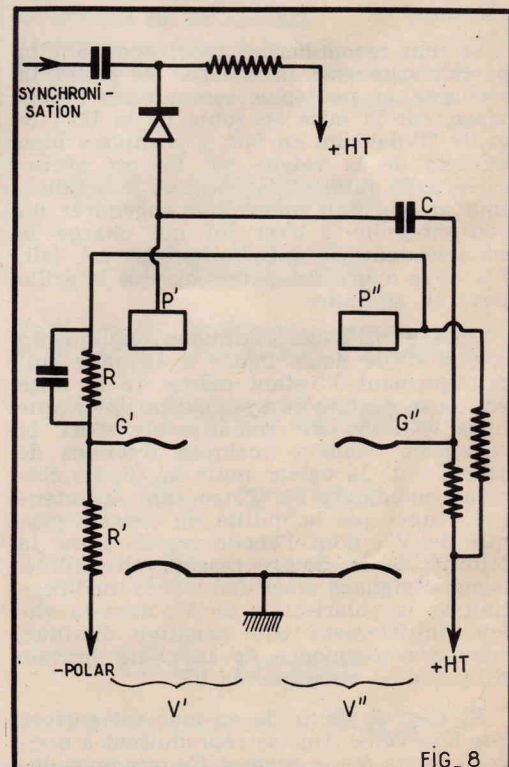 SYNCHRONI-
SATION
+HT
C
P'
P"
R
G'
G"
R'
-POLAR
+HT
V'
V"
FIG_8